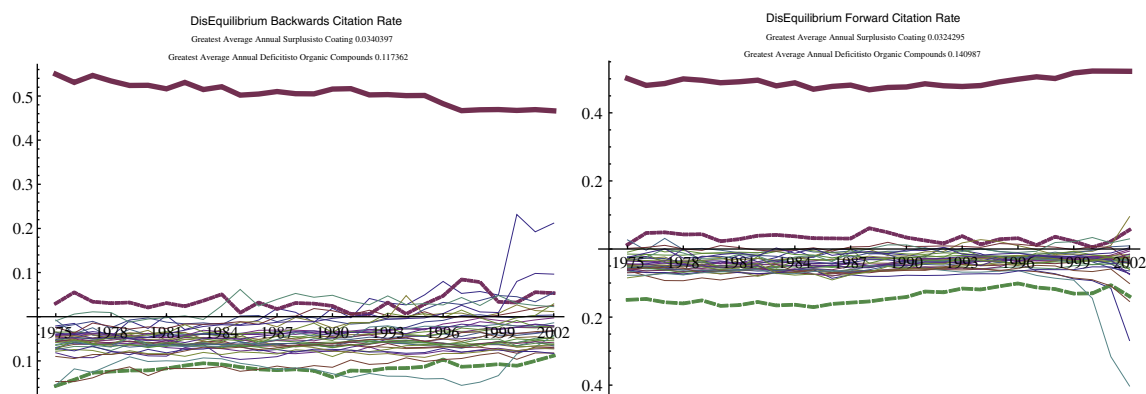 DisEquilibrium Backwards Citation Rate
Greatest Average Annual Surplusisto Coating 0.0340397
Greatest Average Annual Deficitisto Organic Compounds 0.117362
0.5
0.4
0.3
0.2
0.1
1975 1978 1981 1984 1987 1990 1993 1996 1999 2002
0.1
DisEquilibrium Forward Citation Rate
Greatest Average Annual Surplusisto Coating 0.0324295
Greatest Average Annual Deficitisto Organic Compounds 0.140987
0.4
0.2
1975 1978 1981 1984 1987 1990 1993 1996 1999 2002
0.2
0.4